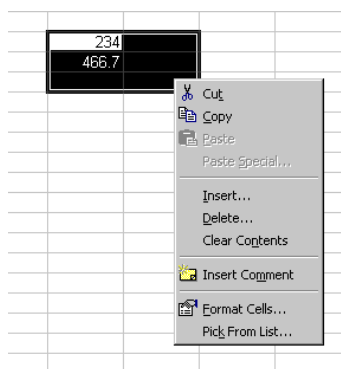 234
466.7
Cut
Copy
Paste
Paste Special...
Insert...
Delete...
Clear Contents
Insert Comment
Format Cells...
Pick From List...